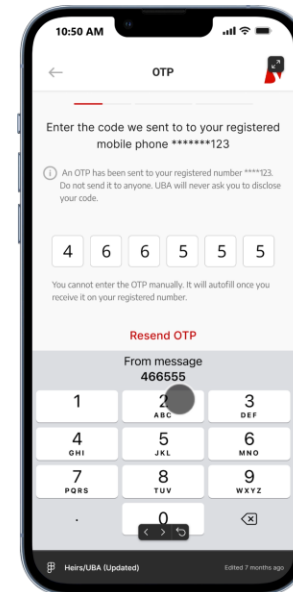 10:50 AM
OTP
Enter the code we sent to to your registered
mobile phone *******123
An OTP has been sent to your registered number ****123.
Do not send it to anyone. UBA will never ask you to disclose
your code.
4 6 6 5 5 5
You cannot enter the OTP manually. It will autofill once you
receive it on your registered number.
Resend OTP
From message
466555
1 2 3
ABC DEF
4 5 6
GHI JKL MNO
7 8 9
PQRS TUV WXYZ
. 0
Heirs/UBA (Updated) Edited 7 months ago